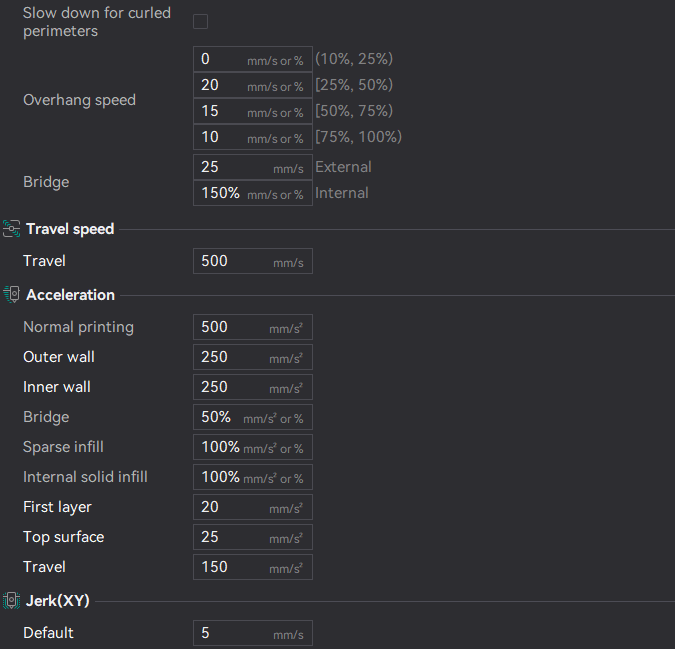 Slow down for curled
perimeters
0 mm/s or % (10%, 25%)
20 mm/s or % [25%, 50%)
Overhang speed
15 mm/s or % [50%, 75%)
10 mm/s or % [75%, 100%)
25 mm/s External
Bridge
150% mm/s or % Internal
Travel speed
Travel 500 mm/s
Acceleration
Normal printing 500 mm/s²
Outer wall 250 mm/s²
Inner wall 250 mm/s²
Bridge 50% mm/s² or %
Sparse infill 100% mm/s² or %
Internal solid infill 100% mm/s² or %
First layer 20 mm/s²
Top surface 25 mm/s²
Travel 150 mm/s²
Jerk(XY)
Default 5 mm/s